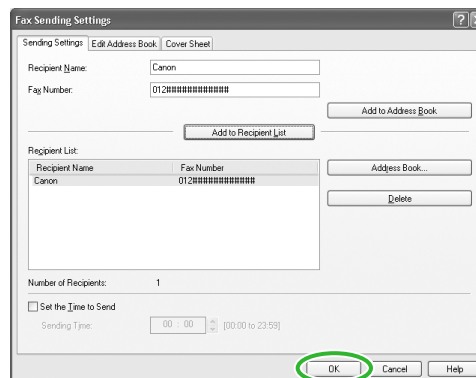 Fax Sending Settings
Sending Settings Edit Address Book Cover Sheet
Recipient Name: Canon
Fax Number: 012############
Add to Address Book
Add to Recipient List
Recipient List:
Recipient Name Fax Number
Canon 012############
Address Book...
Delete
Number of Recipients: 1
Set the Time to Send
Sending Time: 00 : 00 [00:00 to 23:59]
OK Cancel Help